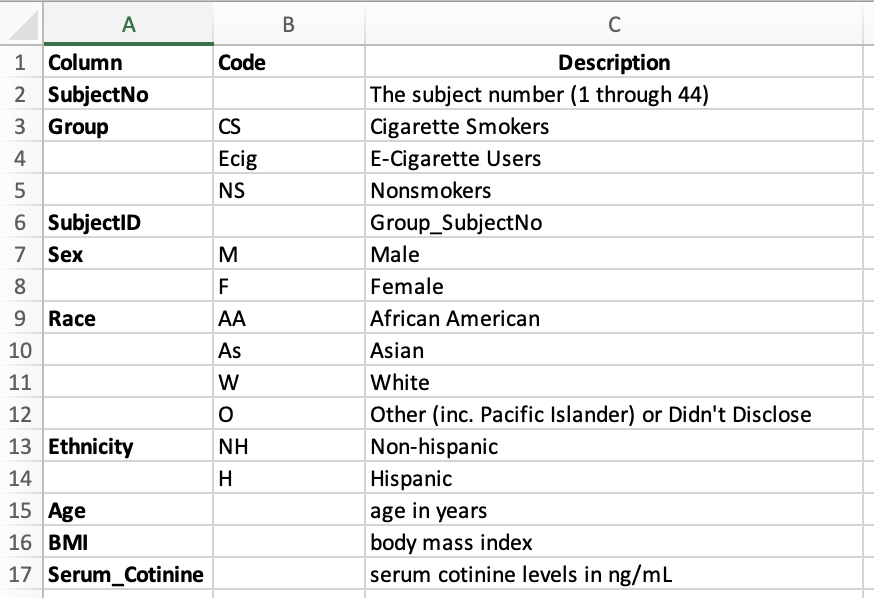 A B C
1 Column Code Description
2 SubjectNo The subject number (1 through 44)
3 Group CS Cigarette Smokers
4 Ecig E-Cigarette Users
5 NS Nonsmokers
6 SubjectID Group_SubjectNo
7 Sex M Male
8 F Female
9 Race AA African American
10 As Asian
11 W White
12 O Other (inc. Pacific Islander) or Didn't Disclose
13 Ethnicity NH Non-hispanic
14 H Hispanic
15 Age age in years
16 BMI body mass index
17 Serum_Cotinine serum cotinine levels in ng/mL